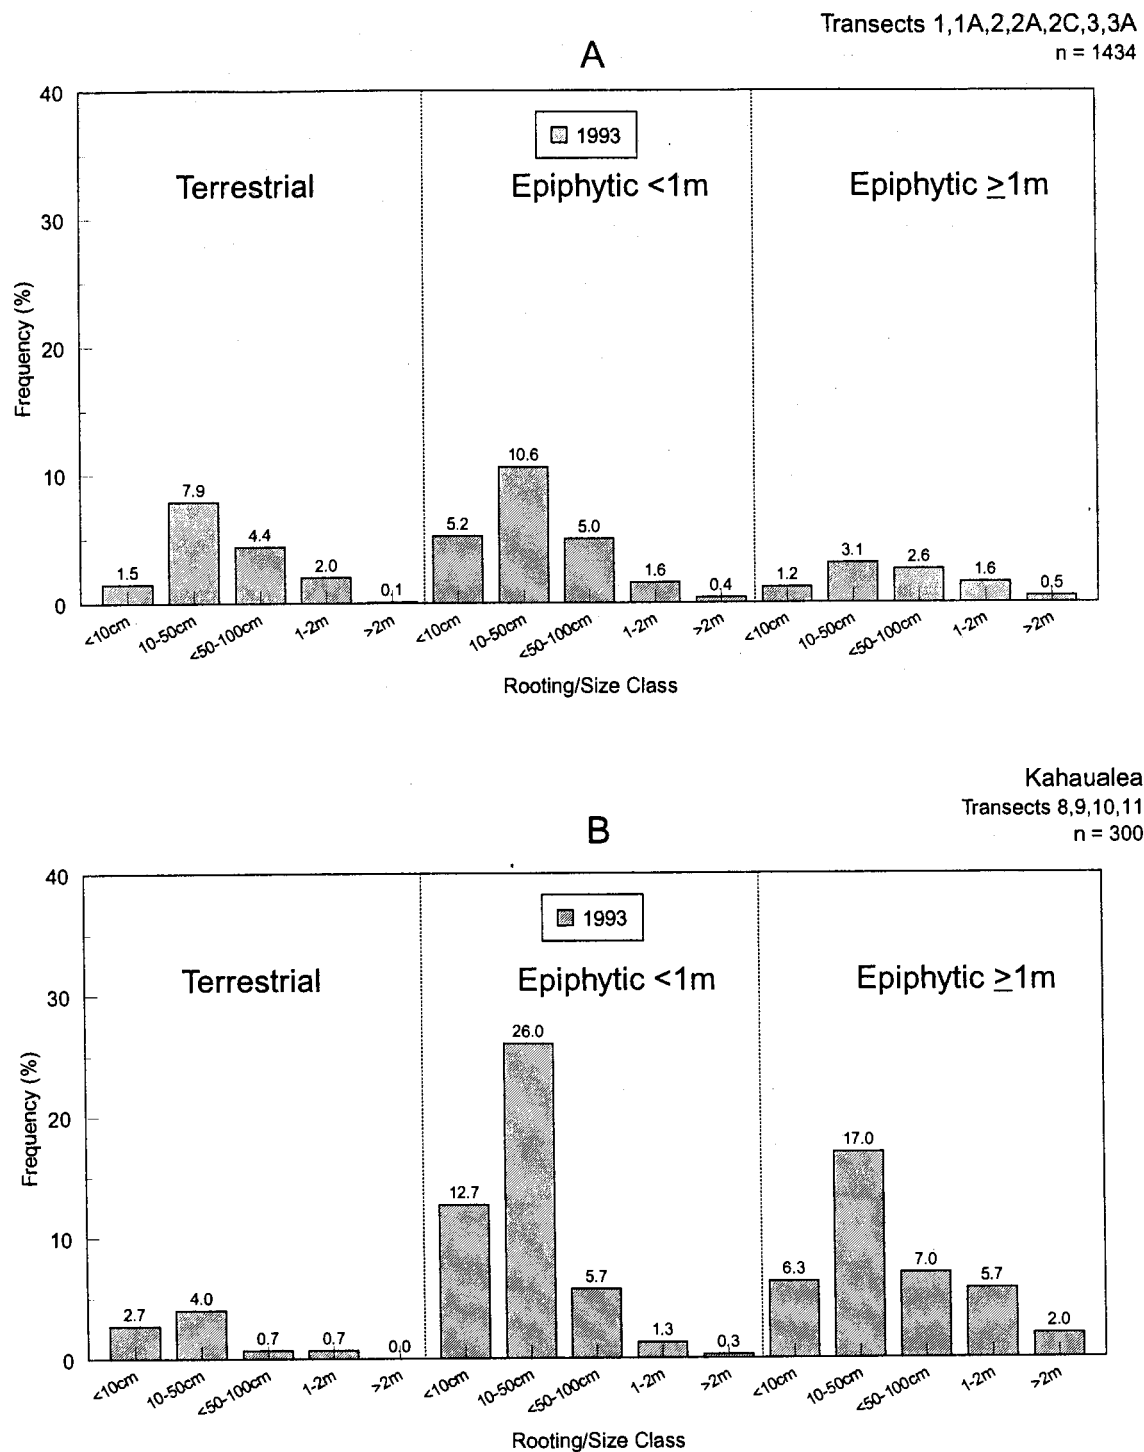 Transects 1,1A,2,2A,2C,3,3A
n = 1434
A
40
30
20
10
0
Frequency (%)
1993
Terrestrial
Epiphytic <1m
Epiphytic ≥1m
1.5
7.9
4.4
2.0
0.1
5.2
10.6
5.0
1.6
0.4
1.2
3.1
2.6
1.6
0.5
<10cm
10-50cm
<50-100cm
1-2m
>2m
<10cm
10-50cm
<50-100cm
1-2m
>2m
<10cm
10-50cm
<50-100cm
1-2m
>2m
Rooting/Size Class
Kahaualea
Transects 8,9,10,11
n = 300
B
40
30
20
10
0
Frequency (%)
1993
Terrestrial
Epiphytic <1m
Epiphytic ≥1m
2.7
4.0
0.7
0.7
0.0
12.7
26.0
5.7
1.3
0.3
6.3
17.0
7.0
5.7
2.0
<10cm
10-50cm
<50-100cm
1-2m
>2m
<10cm
10-50cm
<50-100cm
1-2m
>2m
<10cm
10-50cm
<50-100cm
1-2m
>2m
Rooting/Size Class